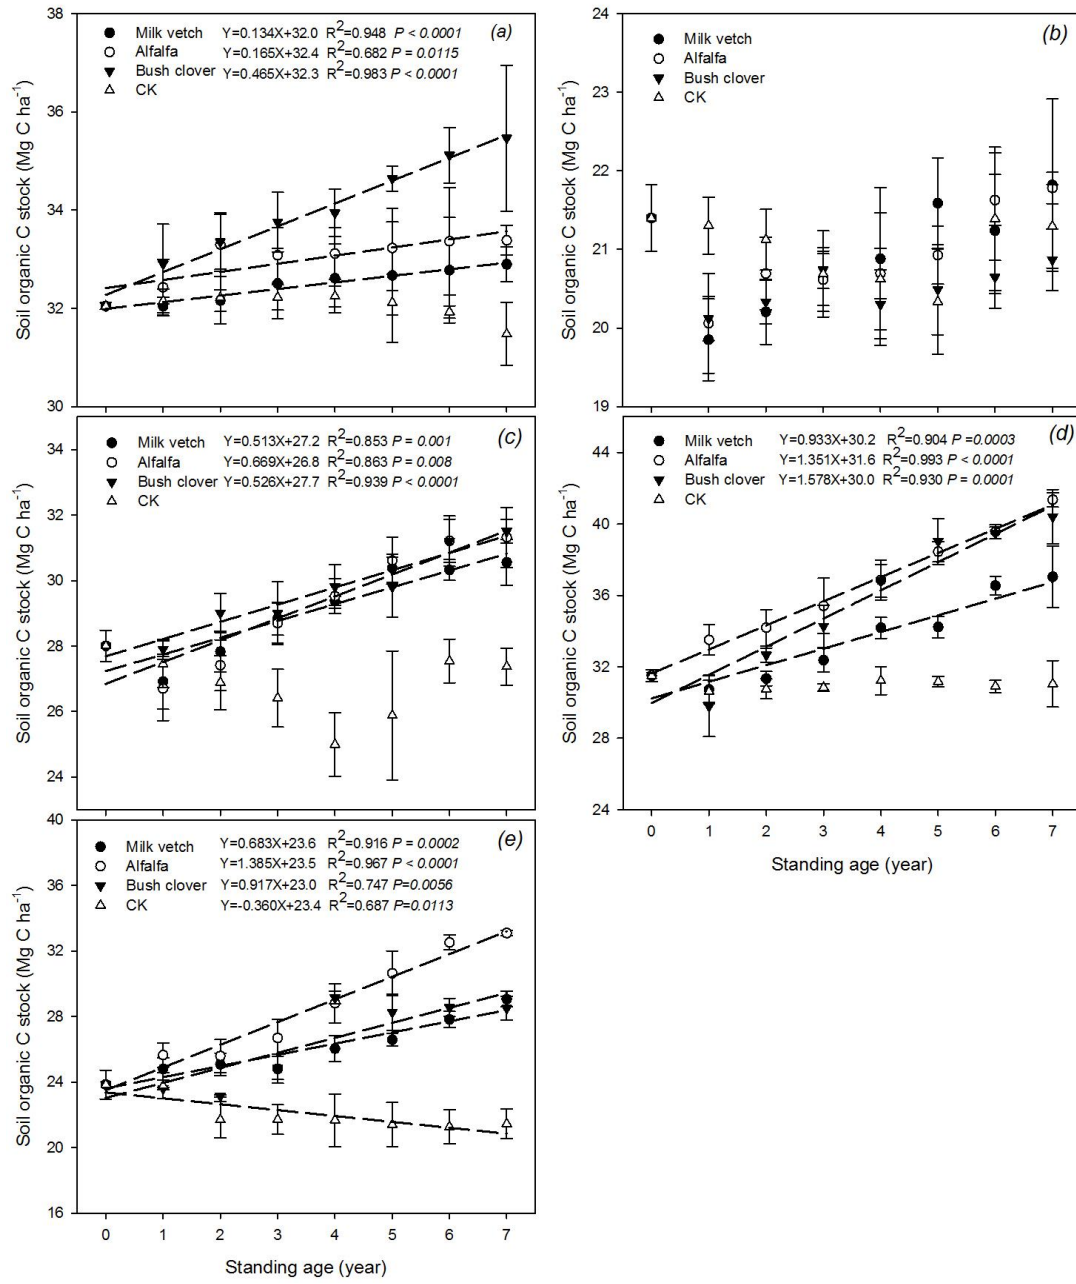 (a)
Milk vetch Y=0.134X+32.0 R²=0.948 P < 0.0001
Alfalfa Y=0.165X+32.4 R²=0.682 P = 0.0115
Bush clover Y=0.465X+32.3 R²=0.983 P < 0.0001
CK
38
36
34
32
30
Soil organic C stock (Mg C ha⁻¹)
(b)
Milk vetch
Alfalfa
Bush clover
CK
24
23
22
21
20
19
Soil organic C stock (Mg C ha⁻¹)
(c)
Milk vetch Y=0.513X+27.2 R²=0.853 P = 0.001
Alfalfa Y=0.669X+26.8 R²=0.863 P = 0.008
Bush clover Y=0.526X+27.7 R²=0.939 P < 0.0001
CK
34
32
30
28
26
24
Soil organic C stock (Mg C ha⁻¹)
(d)
Milk vetch Y=0.933X+30.2 R²=0.904 P =0.0003
Alfalfa Y=1.351X+31.6 R²=0.993 P < 0.0001
Bush clover Y=1.578X+30.0 R²=0.930 P = 0.0001
CK
44
40
36
32
28
24
Soil organic C stock (Mg C ha⁻¹)
0 1 2 3 4 5 6 7
Standing age (year)
(e)
Milk vetch Y=0.683X+23.6 R²=0.916 P = 0.0002
Alfalfa Y=1.385X+23.5 R²=0.967 P < 0.0001
Bush clover Y=0.917X+23.0 R²=0.747 P=0.0056
CK Y=-0.360X+23.4 R²=0.687 P=0.0113
40
36
32
28
24
20
16
Soil organic C stock (Mg C ha⁻¹)
0 1 2 3 4 5 6 7
Standing age (year)